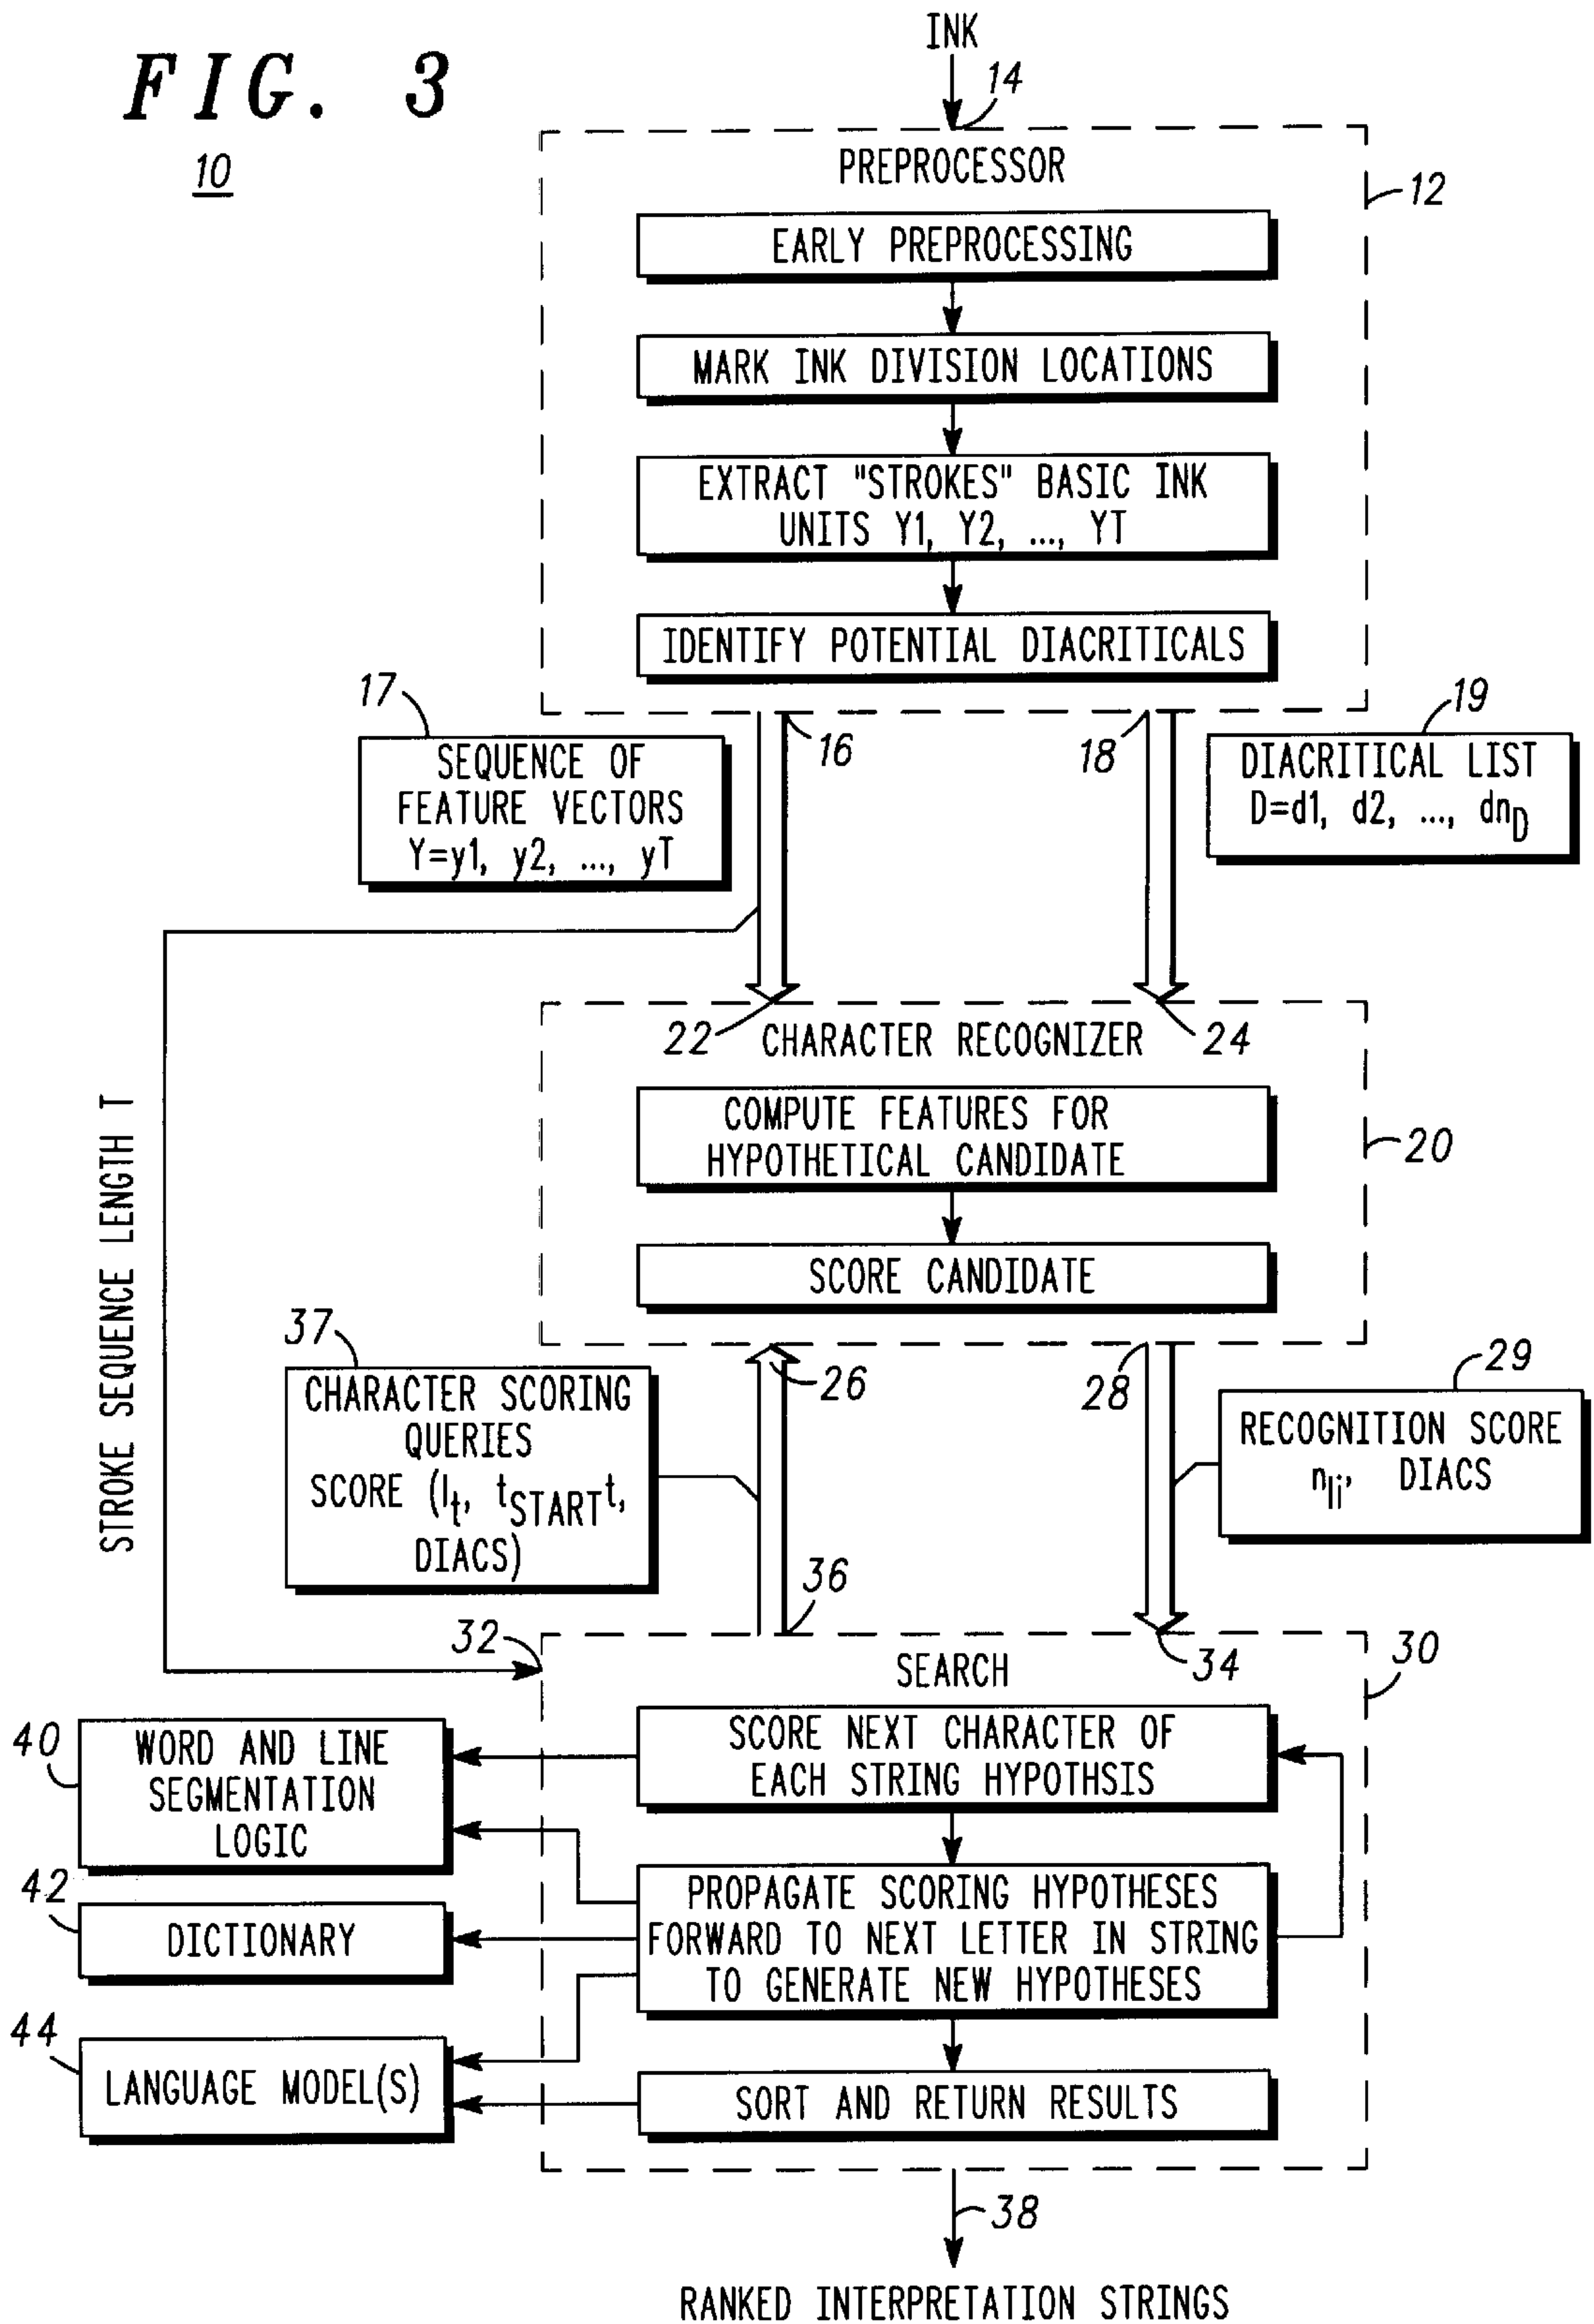 INK
FIG. 3
14
10
PREPROCESSOR
12
EARLY PREPROCESSING
MARK INK DIVISION LOCATIONS
EXTRACT "STROKES" BASIC INK
UNITS Y1, Y2, ..., YT
IDENTIFY POTENTIAL DIACRITICALS
17
16
18
19
SEQUENCE OF
FEATURE VECTORS
Y=y1, y2, ..., yT
DIACRITICAL LIST
D=d1, d2, ..., dnD
22
CHARACTER RECOGNIZER
24
COMPUTE FEATURES FOR
HYPOTHETICAL CANDIDATE
20
SCORE CANDIDATE
STROKE SEQUENCE LENGTH T
37
26
28
29
CHARACTER SCORING
QUERIES
SCORE (lt, tSTARTt,
DIACS)
RECOGNITION SCORE
nli, DIACS
36
32
34
30
SEARCH
SCORE NEXT CHARACTER OF
EACH STRING HYPOTHSIS
40
WORD AND LINE
SEGMENTATION
LOGIC
PROPAGATE SCORING HYPOTHESES
FORWARD TO NEXT LETTER IN STRING
TO GENERATE NEW HYPOTHESES
42
DICTIONARY
44
LANGUAGE MODEL(S)
SORT AND RETURN RESULTS
38
RANKED INTERPRETATION STRINGS